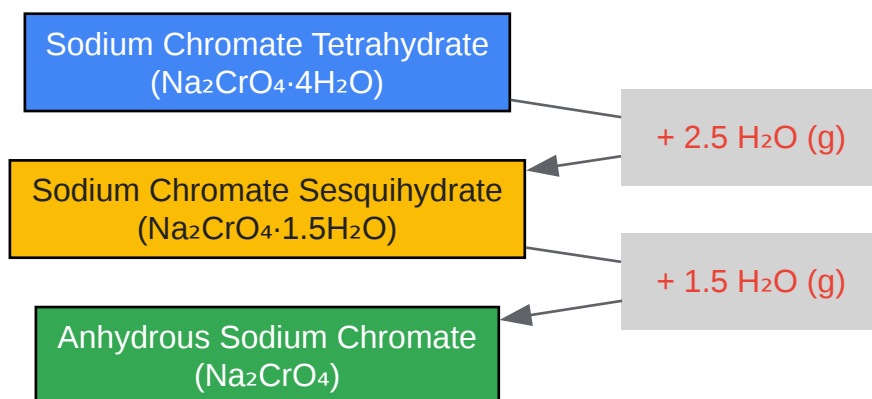 Sodium Chromate Tetrahydrate
(Na₂CrO₄·4H₂O)
+ 2.5 H₂O (g)
Sodium Chromate Sesquihydrate
(Na₂CrO₄·1.5H₂O)
+ 1.5 H₂O (g)
Anhydrous Sodium Chromate
(Na₂CrO₄)